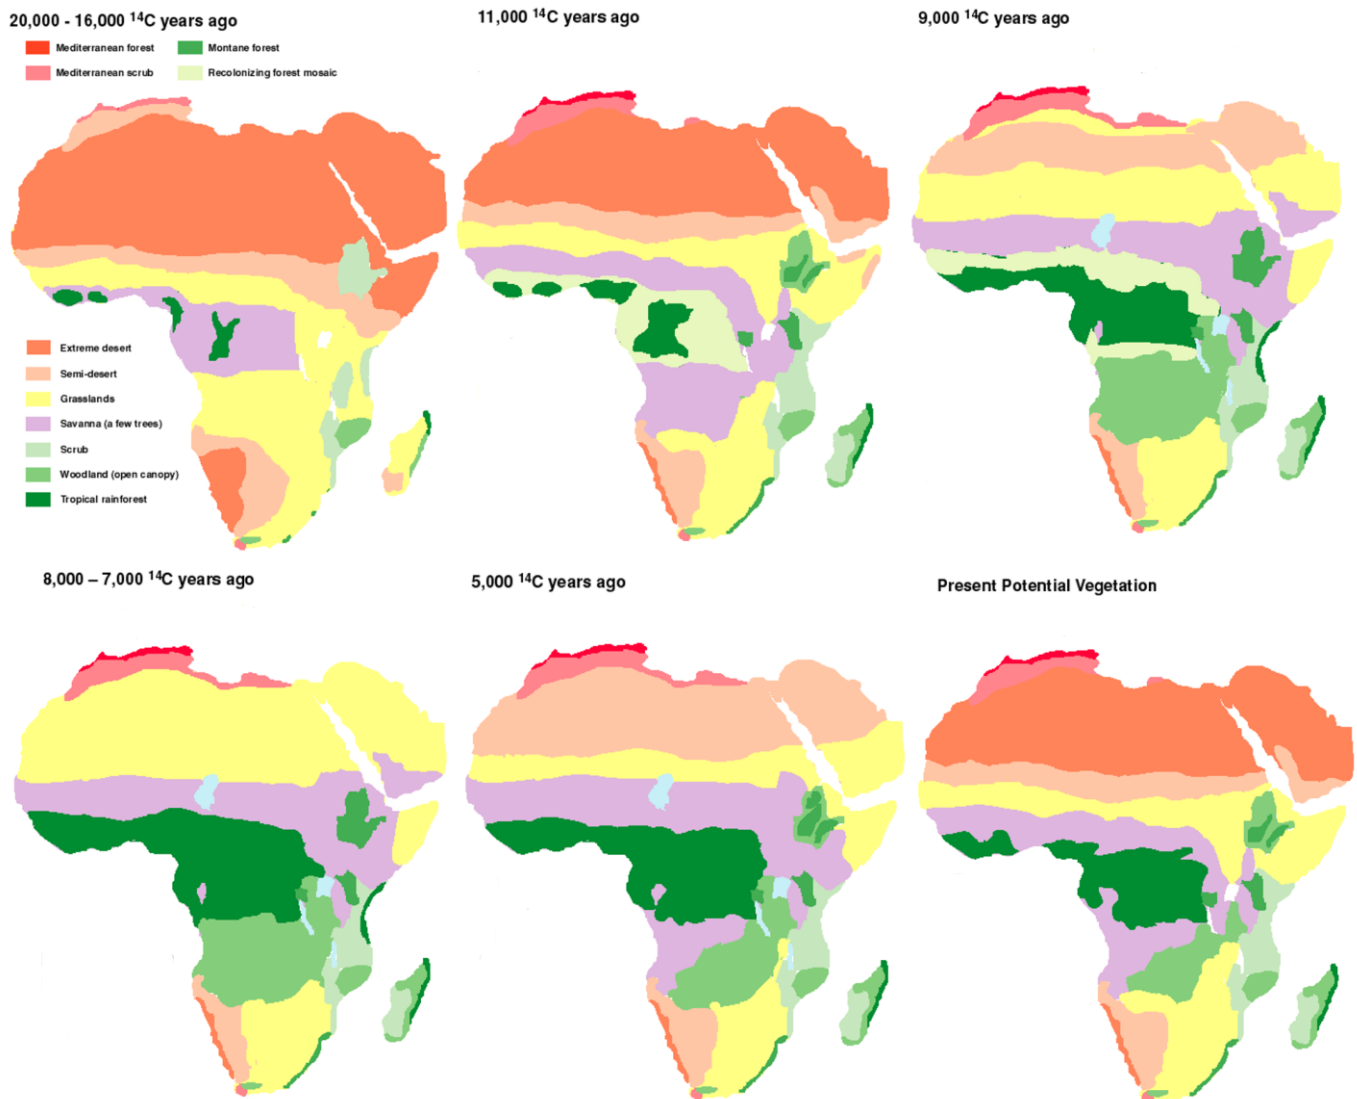 20,000 - 16,000 ¹⁴C years ago
11,000 ¹⁴C years ago
9,000 ¹⁴C years ago
Mediterranean forest
Montane forest
Mediterranean scrub
Recolonizing forest mosaic
Extreme desert
Semi-desert
Grasslands
Savanna (a few trees)
Scrub
Woodland (open canopy)
Tropical rainforest
8,000 – 7,000 ¹⁴C years ago
5,000 ¹⁴C years ago
Present Potential Vegetation